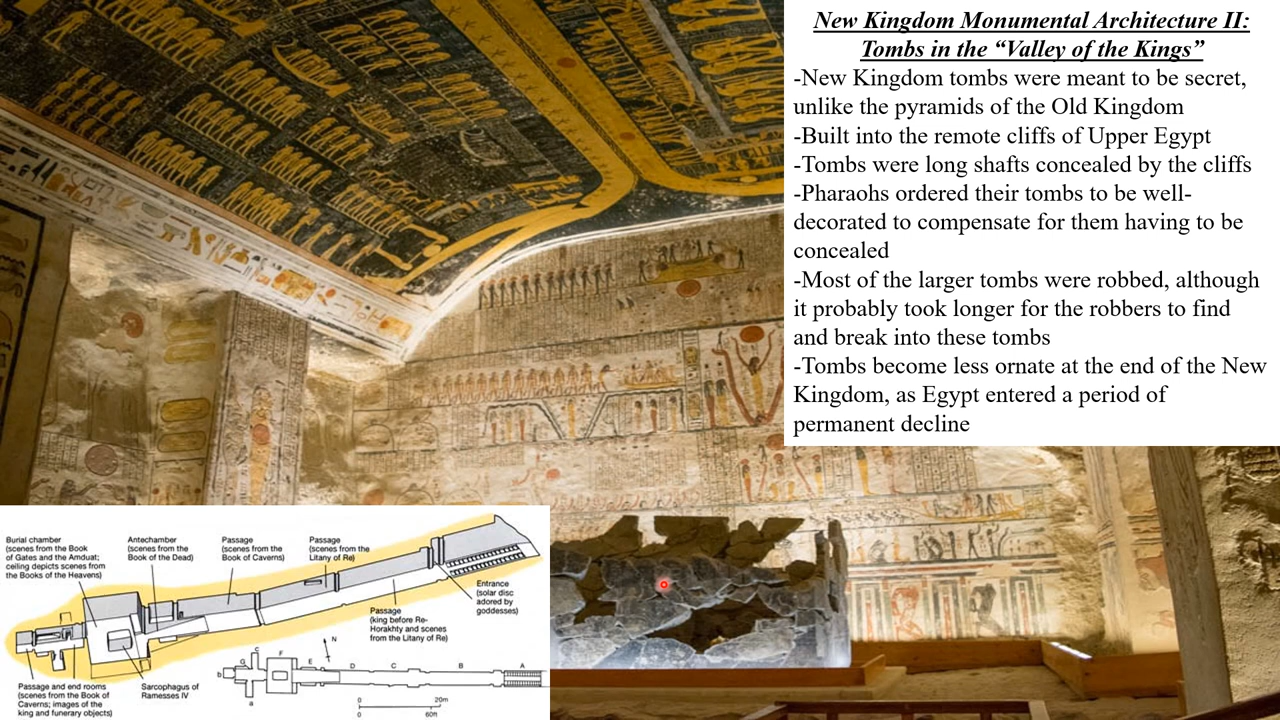 New Kingdom Monumental Architecture II:
Tombs in the “Valley of the Kings”
-New Kingdom tombs were meant to be secret,
unlike the pyramids of the Old Kingdom
-Built into the remote cliffs of Upper Egypt
-Tombs were long shafts concealed by the cliffs
-Pharaohs ordered their tombs to be well-
decorated to compensate for them having to be
concealed
-Most of the larger tombs were robbed, although
it probably took longer for the robbers to find
and break into these tombs
-Tombs become less ornate at the end of the New
Kingdom, as Egypt entered a period of
permanent decline
Burial chamber
(scenes from the Book
of Gates and the Amduat;
ceiling depicts scenes from
the Books of the Heavens)
Antechamber
(scenes from the
Book of the Dead)
Passage
(scenes from the
Book of Caverns)
Passage
(scenes from the
Litany of Re)
Entrance
(solar disc
adored by
goddesses)
Passage
(king before Re-
Horakhty and scenes
from the Litany of Re)
Passage and end rooms
(scenes from the Book of
Caverns; images of the
king and funerary objects)
Sarcophagus of
Ramesses IV
N
c
G F E D C B A
b
a
0 20m
0 60ft